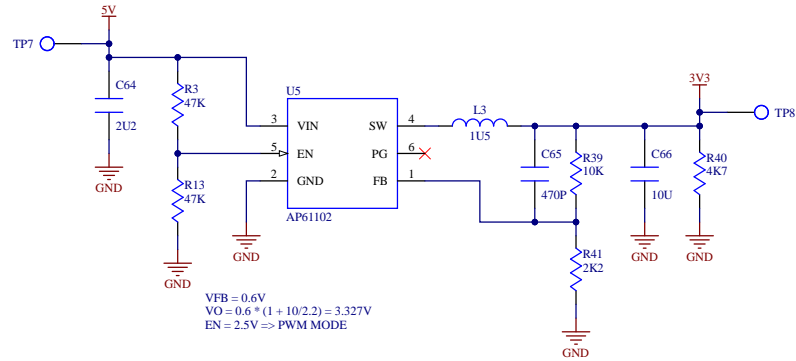 5V
TP7
C64
2U2
GND
R3
47K
R13
47K
GND
U5
3 VIN SW 4
5 EN PG 6
2 GND FB 1
AP61102
GND
L3
1U5
C65
470P
R39
10K
C66
10U
GND
3V3
TP8
R40
4K7
GND
R41
2K2
GND
VFB = 0.6V
VO = 0.6 * (1 + 10/2.2) = 3.327V
EN = 2.5V => PWM MODE